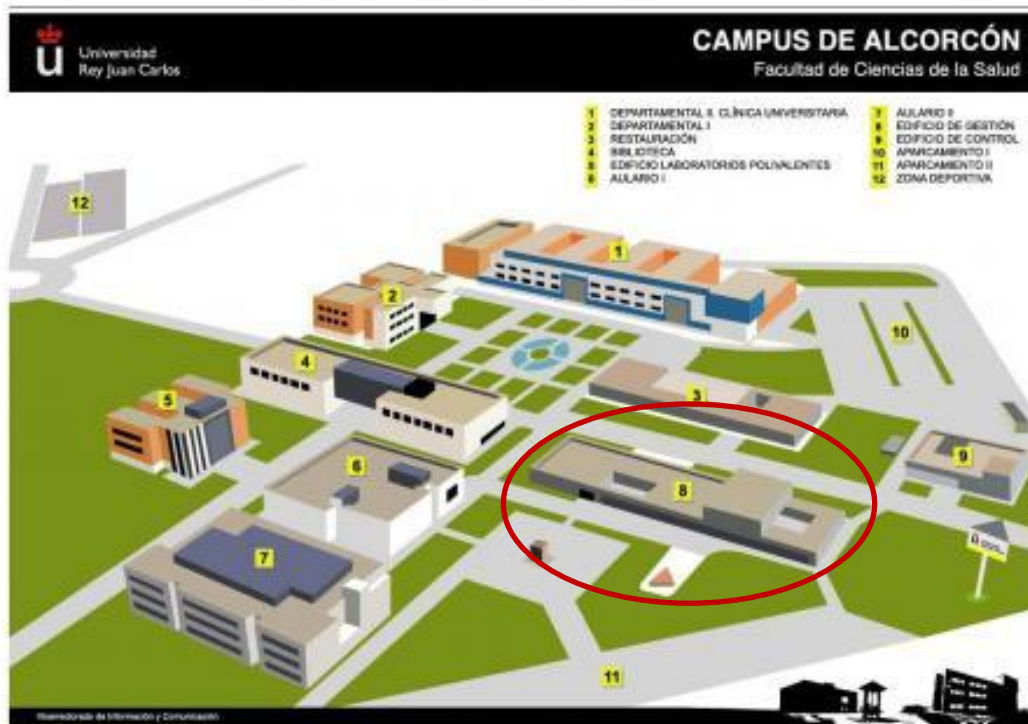 Universidad
Rey Juan Carlos
CAMPUS DE ALCORCÓN
Facultad de Ciencias de la Salud
1 DEPARTAMENTAL II. CLÍNICA UNIVERSITARIA
2 DEPARTAMENTAL I
3 RESTAURACIÓN
4 BIBLIOTECA
5 EDIFICIO LABORATORIOS POLIVALENTES
6 AULARIO I
7 AULARIO II
8 EDIFICIO DE GESTIÓN
9 EDIFICIO DE CONTROL
10 APARCAMIENTO I
11 APARCAMIENTO II
12 ZONA DEPORTIVA
12
1
2
10
4
3
5
9
6
8
7
11
Vicerrectorado de Información y Comunicación